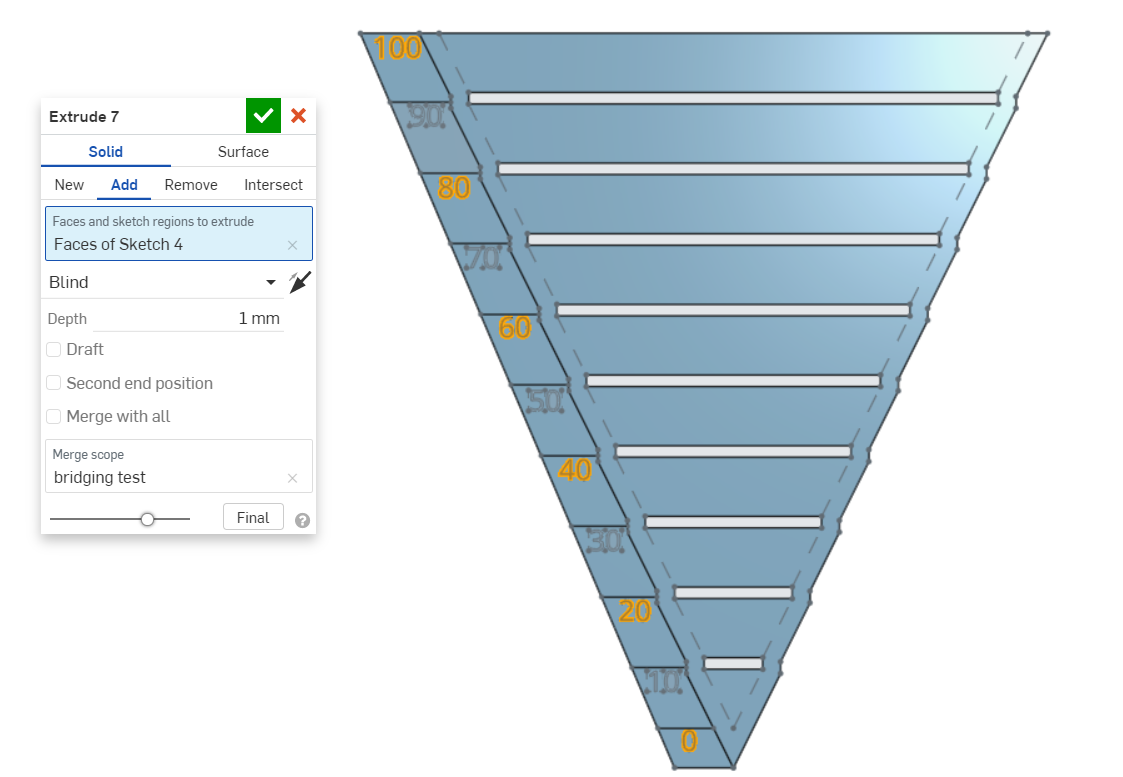 Extrude 7
Solid Surface
New Add Remove Intersect
Faces and sketch regions to extrude
Faces of Sketch 4
Blind
Depth 1 mm
Draft
Second end position
Merge with all
Merge scope
bridging test
Final
100
90
80
70
60
50
40
30
20
10
0